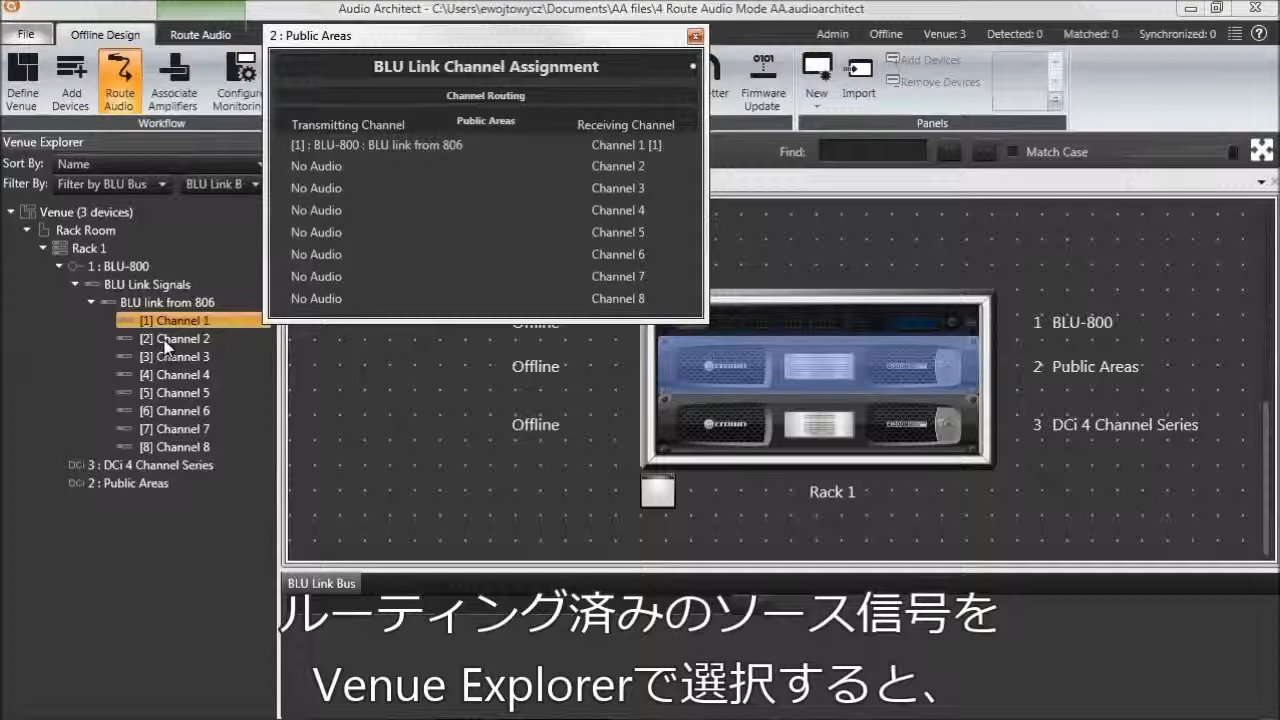 Audio Architect - C:\Users\ewojtowycz\Documents\AA files\4 Route Audio Mode AA.audioarchitect
File
Offline Design
Route Audio
Admin
Offline
Venue: 3
Detected: 0
Matched: 0
Synchronized: 0
Define Venue
Add Devices
Route Audio
Associate Amplifiers
Configure Monitoring
Firmware Update
New
Import
Add Devices
Remove Devices
Workflow
Panels
Venue Explorer
Sort By: Name
Filter By: Filter by BLU Bus
BLU Link B
Find:
Match Case
Venue (3 devices)
Rack Room
Rack 1
1 : BLU-800
BLU Link Signals
BLU link from 806
[1] Channel 1
[2] Channel 2
[3] Channel 3
[4] Channel 4
[5] Channel 5
[6] Channel 6
[7] Channel 7
[8] Channel 8
DCi 3 : DCi 4 Channel Series
DCi 2 : Public Areas
2 : Public Areas
BLU Link Channel Assignment
Channel Routing
Public Areas
Transmitting Channel
Receiving Channel
[1] : BLU-800 : BLU link from 806
Channel 1 [1]
No Audio
Channel 2
No Audio
Channel 3
No Audio
Channel 4
No Audio
Channel 5
No Audio
Channel 6
No Audio
Channel 7
No Audio
Channel 8
Offline
1 BLU-800
Offline
2 Public Areas
Offline
crown
3 DCi 4 Channel Series
Rack 1
BLU Link Bus
ルーティング済みのソース信号を
Venue Explorerで選択すると、